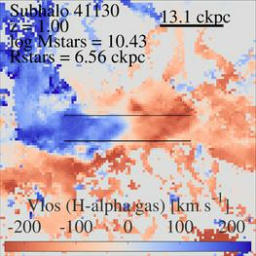 Subhalo 41130
z = 1.00
log Mstars = 10.43
Rstars = 6.56 ckpc
13.1 ckpc
Vlos (H-alpha gas) [km s⁻¹]
-200 -100 0 100 200